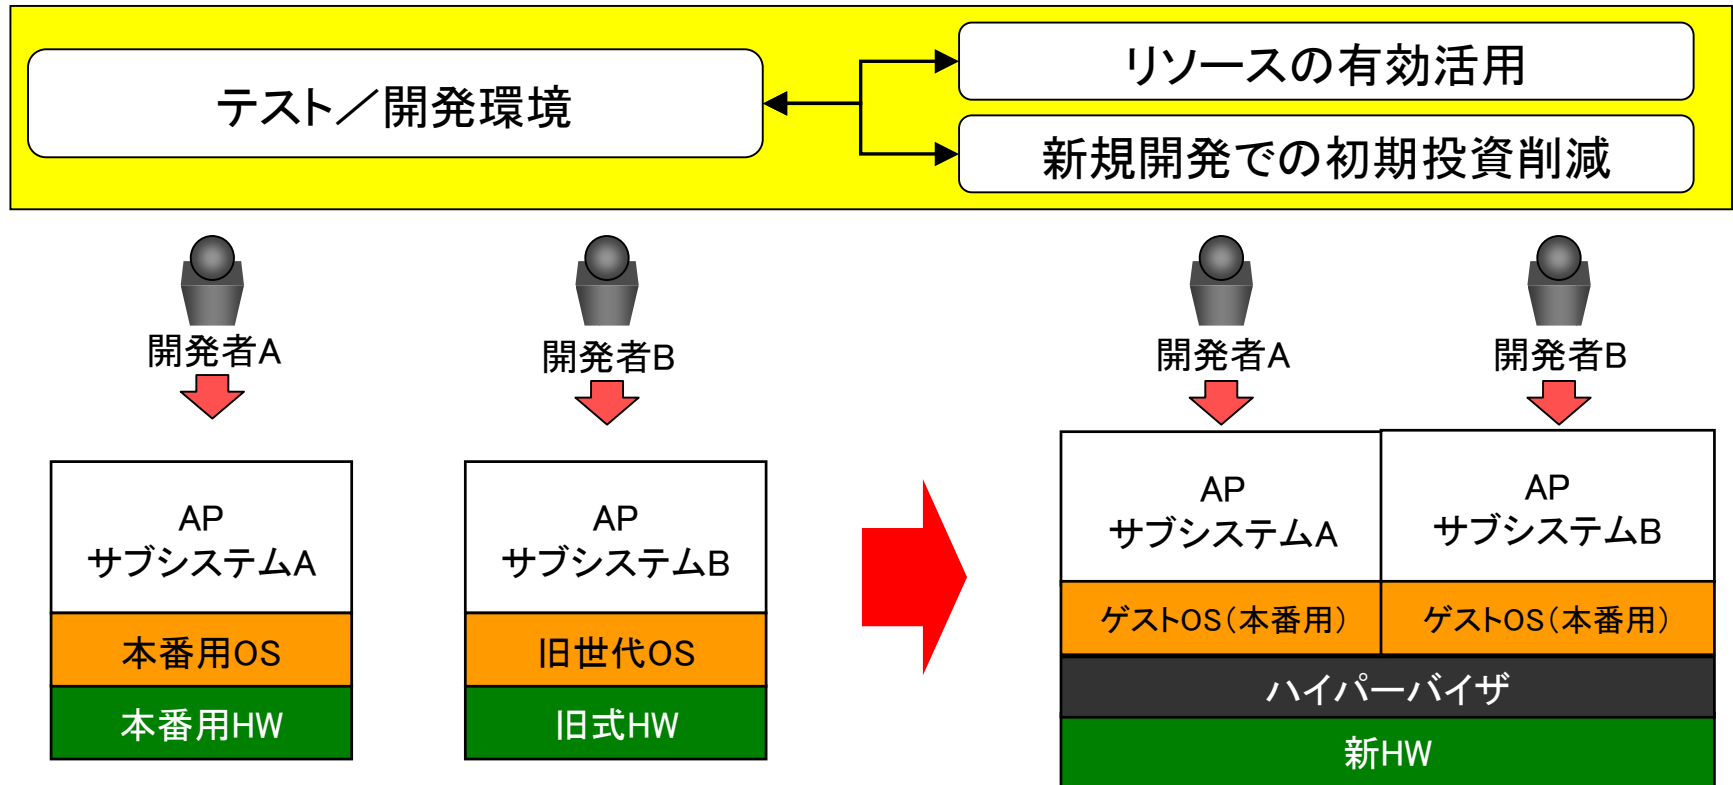 テスト／開発環境
リソースの有効活用
新規開発での初期投資削減
開発者A
開発者B
開発者A
開発者B
AP
サブシステムA
本番用OS
本番用HW
AP
サブシステムB
旧世代OS
旧式HW
AP
サブシステムA
AP
サブシステムB
ゲストOS（本番用）
ゲストOS（本番用）
ハイパーバイザ
新HW